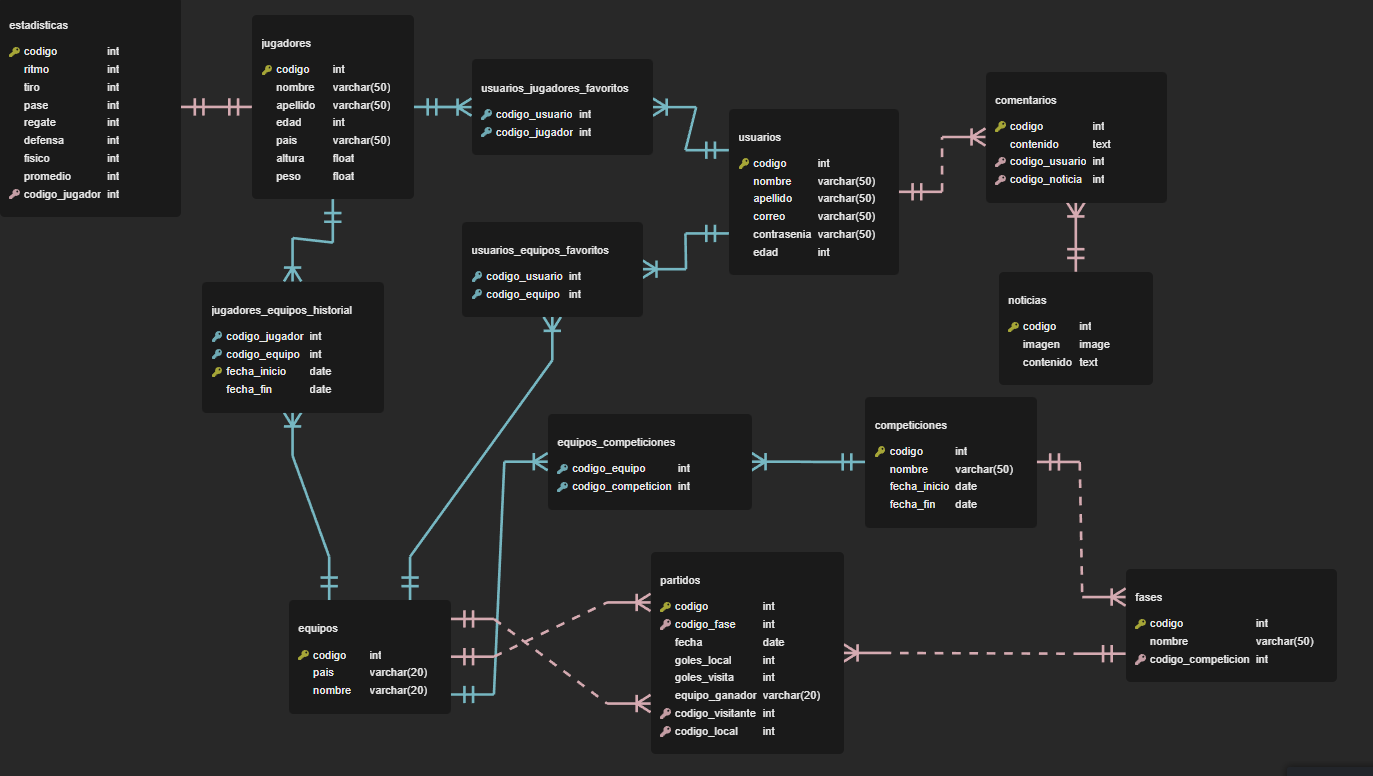 estadisticas
codigo int
ritmo int
tiro int
pase int
regate int
defensa int
fisico int
promedio int
codigo_jugador int
jugadores
codigo int
nombre varchar(50)
apellido varchar(50)
edad int
pais varchar(50)
altura float
peso float
usuarios_jugadores_favoritos
codigo_usuario int
codigo_jugador int
usuarios
codigo int
nombre varchar(50)
apellido varchar(50)
correo varchar(50)
contrasenia varchar(50)
edad int
comentarios
codigo int
contenido text
codigo_usuario int
codigo_noticia int
usuarios_equipos_favoritos
codigo_usuario int
codigo_equipo int
noticias
codigo int
imagen image
contenido text
jugadores_equipos_historial
codigo_jugador int
codigo_equipo int
fecha_inicio date
fecha_fin date
equipos_competiciones
codigo_equipo int
codigo_competicion int
competiciones
codigo int
nombre varchar(50)
fecha_inicio date
fecha_fin date
equipos
codigo int
pais varchar(20)
nombre varchar(20)
partidos
codigo int
codigo_fase int
fecha date
goles_local int
goles_visita int
equipo_ganador varchar(20)
codigo_visitante int
codigo_local int
fases
codigo int
nombre varchar(50)
codigo_competicion int